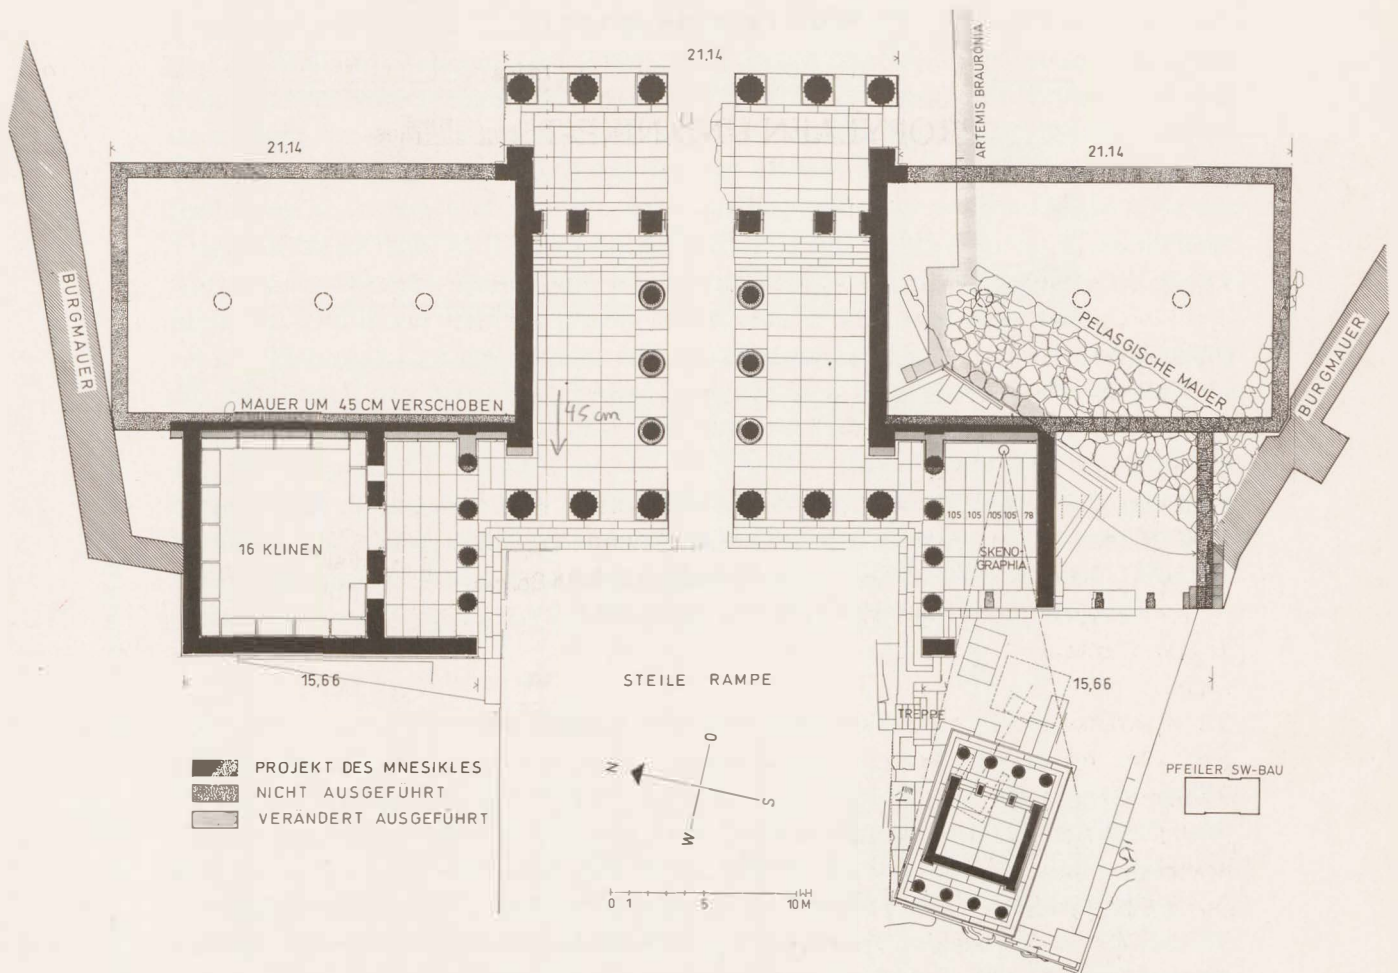 21.14
ARTEMIS BRAURONIA
21.14
21.14
BURGMAUER
PELASGISCHE MAUER
BURGMAUER
MAUER UM 45 CM VERSCHOBEN
45 cm
16 KLINEN
105 105 105 105 78
SKENO-
GRAPHIA
15,66
STEILE RAMPE
15,66
TREPPE
N
O
S
W
PROJEKT DES MNESIKLES
NICHT AUSGEFÜHRT
VERÄNDERT AUSGEFÜHRT
PFEILER SW-BAU
0 1 5 10 M